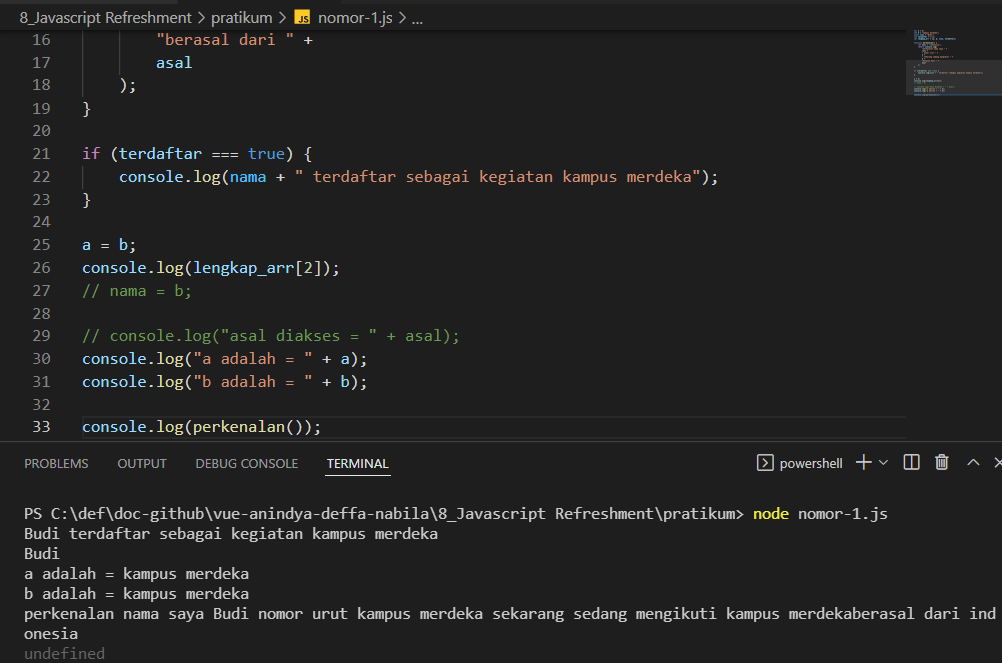 8_Javascript Refreshment > pratikum > JS nomor-1.js > ...
16 "berasal dari " +
17 asal
18 );
19 }
20
21 if (terdaftar === true) {
22 console.log(nama + " terdaftar sebagai kegiatan kampus merdeka");
23 }
24
25 a = b;
26 console.log(lengkap_arr[2]);
27 // nama = b;
28
29 // console.log("asal diakses = " + asal);
30 console.log("a adalah = " + a);
31 console.log("b adalah = " + b);
32
33 console.log(perkenalan());
PROBLEMS OUTPUT DEBUG CONSOLE TERMINAL powershell
PS C:\def\doc-github\vue-anindya-deffa-nabila\8_Javascript Refreshment\pratikum> node nomor-1.js
Budi terdaftar sebagai kegiatan kampus merdeka
Budi
a adalah = kampus merdeka
b adalah = kampus merdeka
perkenalan nama saya Budi nomor urut kampus merdeka sekarang sedang mengikuti kampus merdekaberasal dari ind
onesia
undefined